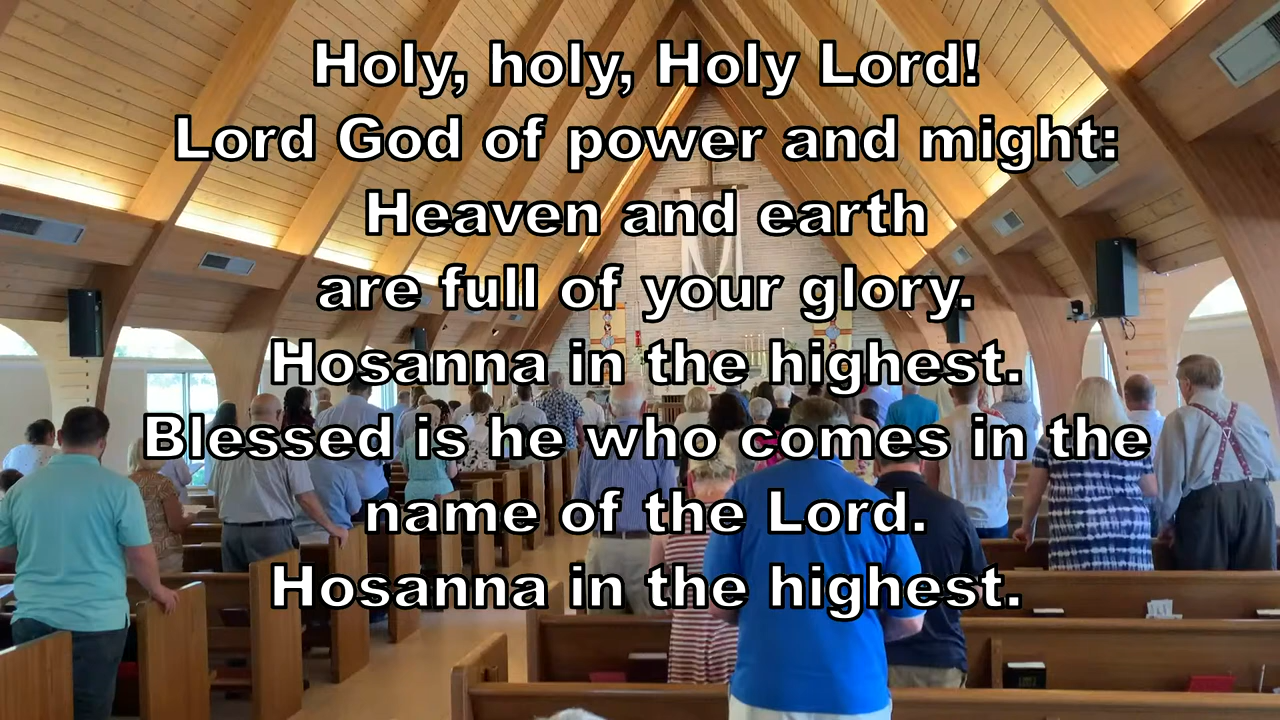 Holy, holy, Holy Lord!
Lord God of power and might:
Heaven and earth
are full of your glory.
Hosanna in the highest.
Blessed is he who comes in the
name of the Lord.
Hosanna in the highest.